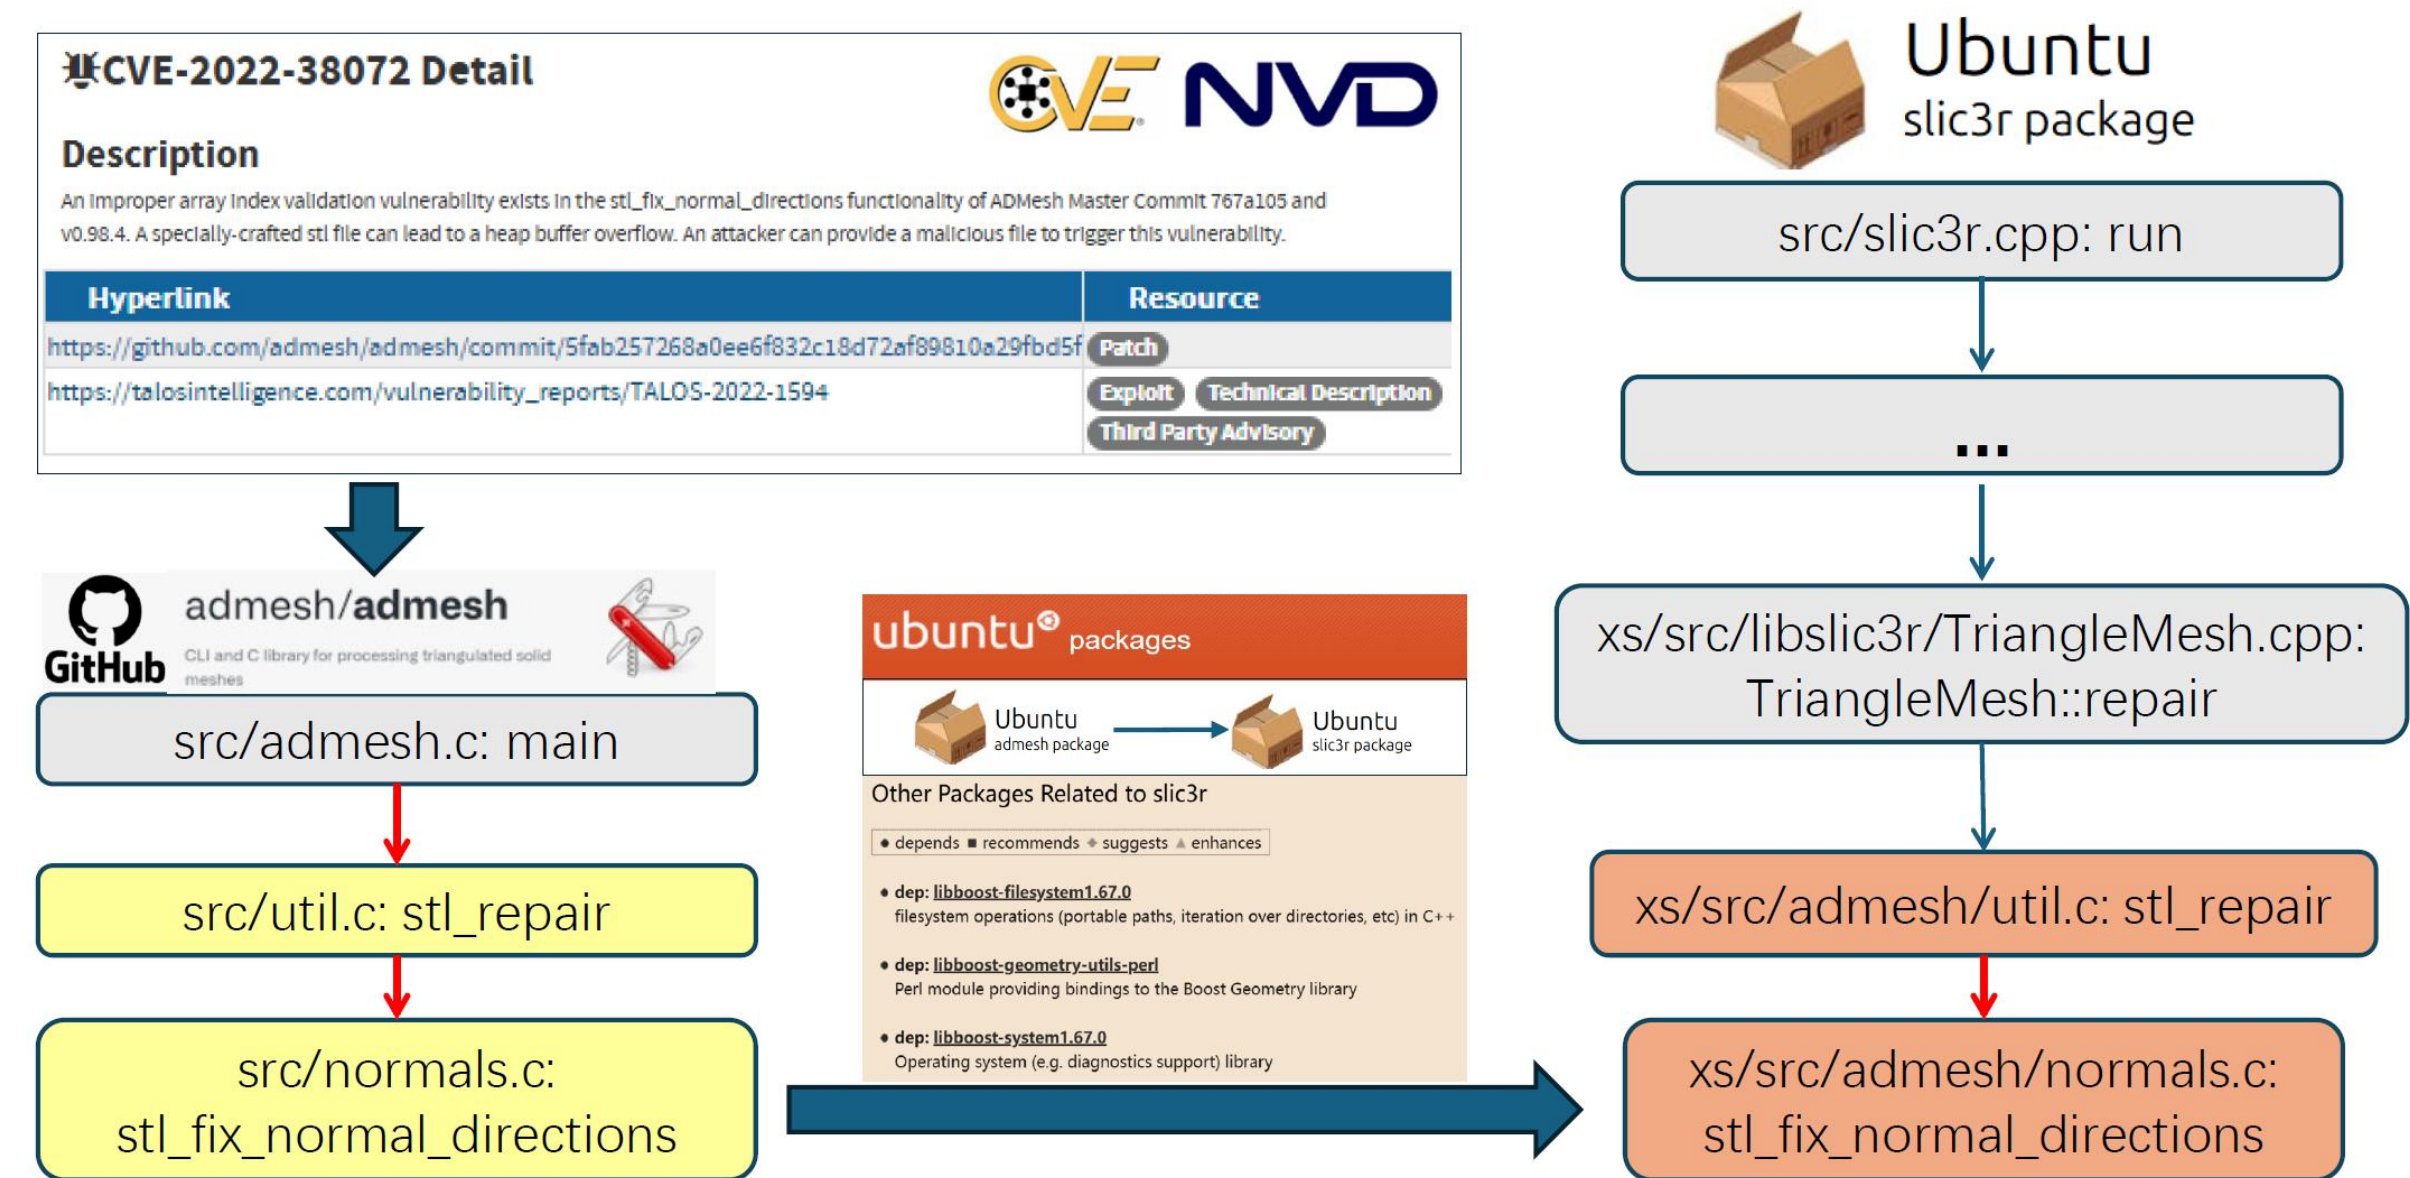 CVE-2022-38072 Detail
CVE NVD
Description
An improper array index validation vulnerability exists in the stl_fix_normal_directions functionality of ADMesh Master Commit 767a105 and
v0.98.4. A specially-crafted stl file can lead to a heap buffer overflow. An attacker can provide a malicious file to trigger this vulnerability.
Hyperlink Resource
https://github.com/admesh/admesh/commit/5fab257268a0ee6f832c18d72af89810a29fbd5f Patch
https://talosintelligence.com/vulnerability_reports/TALOS-2022-1594 Exploit Technical Description
Third Party Advisory
GitHub
admesh/admesh
CLI and C library for processing triangulated solid
meshes
src/admesh.c: main
src/util.c: stl_repair
src/normals.c:
stl_fix_normal_directions
ubuntu packages
Ubuntu
admesh package
Ubuntu
slic3r package
Other Packages Related to slic3r
● depends ■ recommends ◆ suggests ▲ enhances
● dep: libboost-filesystem1.67.0
filesystem operations (portable paths, iteration over directories, etc) in C++
● dep: libboost-geometry-utils-perl
Perl module providing bindings to the Boost Geometry library
● dep: libboost-system1.67.0
Operating system (e.g. diagnostics support) library
Ubuntu
slic3r package
src/slic3r.cpp: run
...
xs/src/libslic3r/TriangleMesh.cpp:
TriangleMesh::repair
xs/src/admesh/util.c: stl_repair
xs/src/admesh/normals.c:
stl_fix_normal_directions